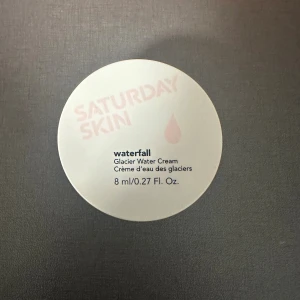 SATURDAY
SKIN
waterfall
Glacier Water Cream
Crème d'eau des glaciers
8 ml/0.27 Fl. Oz.